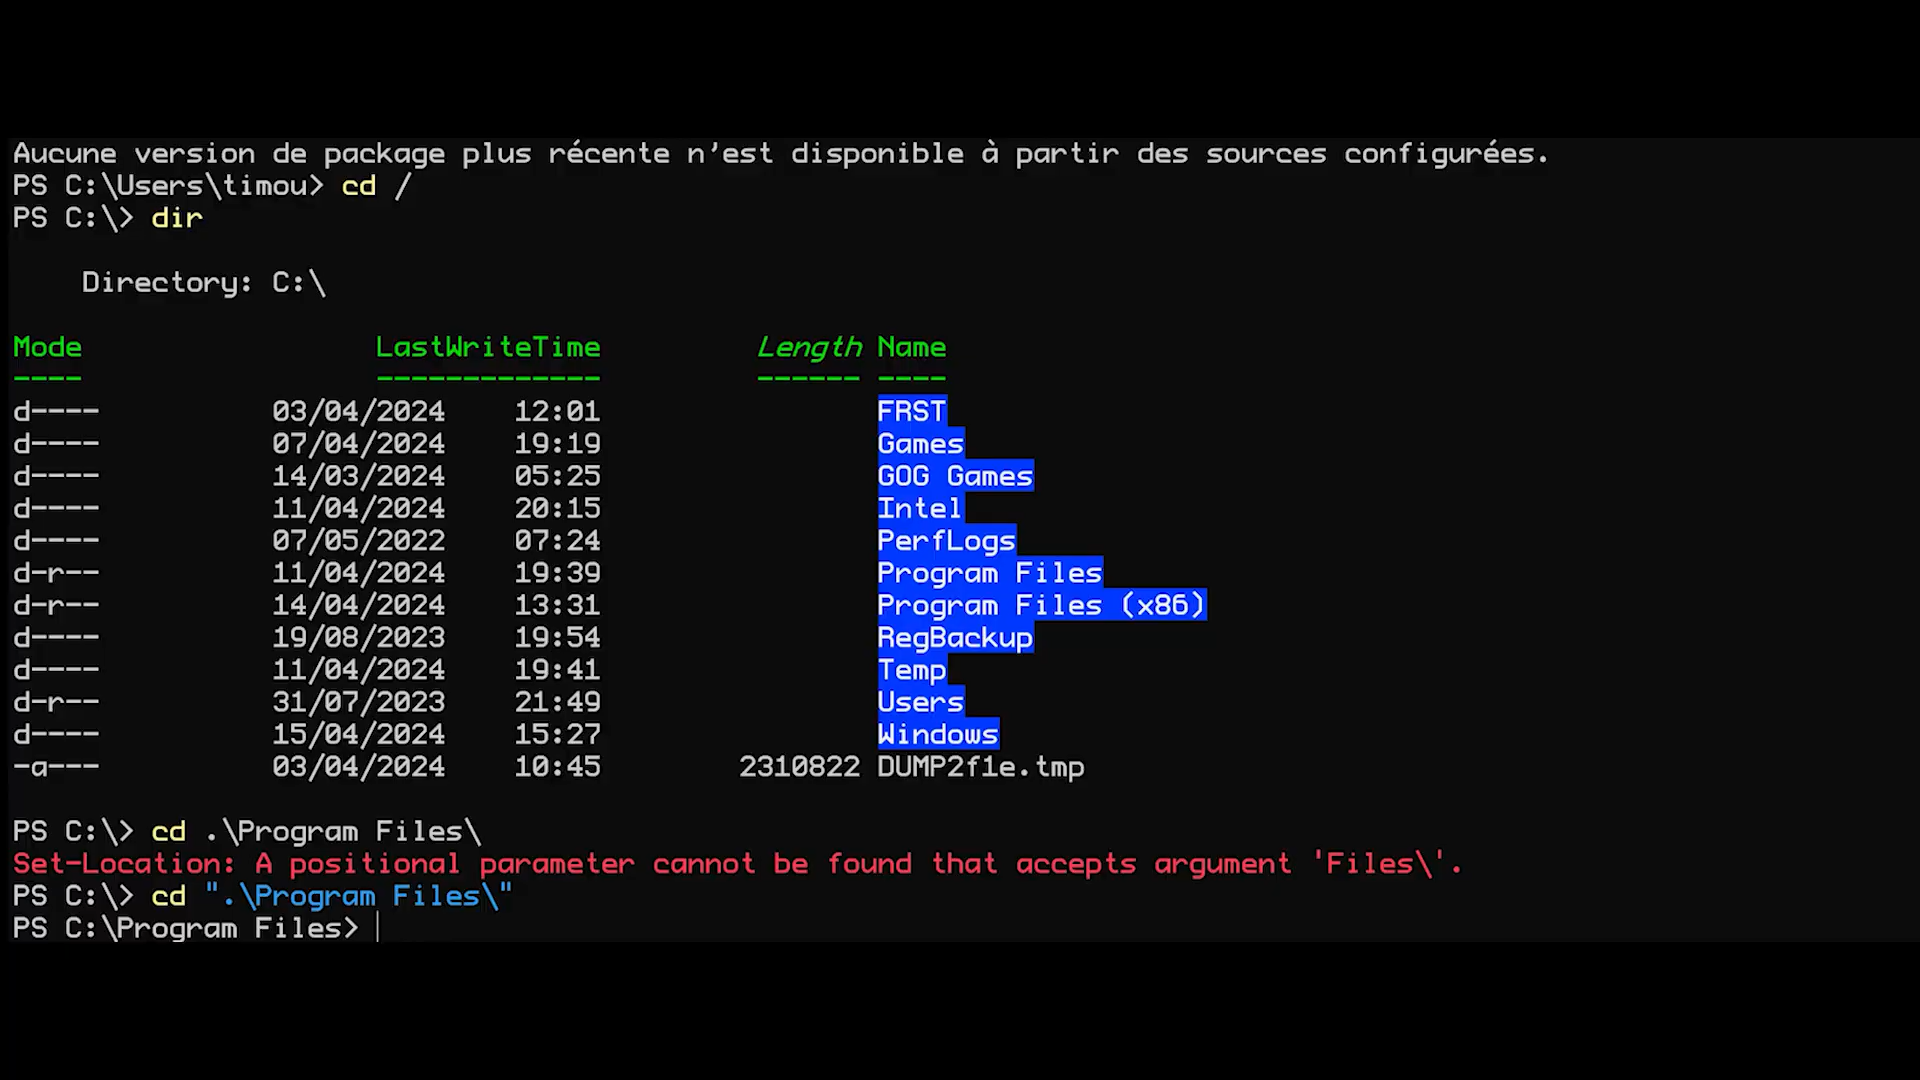 Aucune version de package plus récente n'est disponible à partir des sources configurées.
PS C:\Users\timou> cd /
PS C:\> dir
Directory: C:\
Mode LastWriteTime Length Name
---- ------------- ------ ----
d---- 03/04/2024 12:01 FRST
d---- 07/04/2024 19:19 Games
d---- 14/03/2024 05:25 GOG Games
d---- 11/04/2024 20:15 Intel
d---- 07/05/2022 07:24 PerfLogs
d-r-- 11/04/2024 19:39 Program Files
d-r-- 14/04/2024 13:31 Program Files (x86)
d---- 19/08/2023 19:54 RegBackup
d---- 11/04/2024 19:41 Temp
d-r-- 31/07/2023 21:49 Users
d---- 15/04/2024 15:27 Windows
-a--- 03/04/2024 10:45 2310822 DUMP2f1e.tmp
PS C:\> cd .\Program Files\
Set-Location: A positional parameter cannot be found that accepts argument 'Files\'.
PS C:\> cd ".\Program Files\"
PS C:\Program Files>